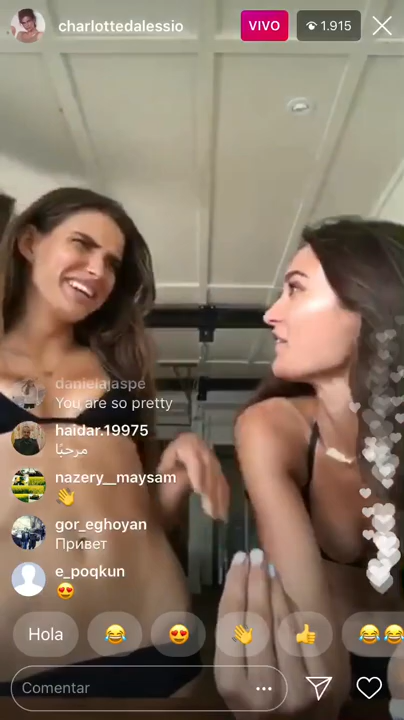 charlottedalessio
VIVO
1.915
danielajaspe
You are so pretty
haidar.19975
مرحبًا
nazery__maysam
👋
gor_eghoyan
Привет
e_poqkun
😍
Hola 😂 😍 👋 👍 😂😂
Comentar